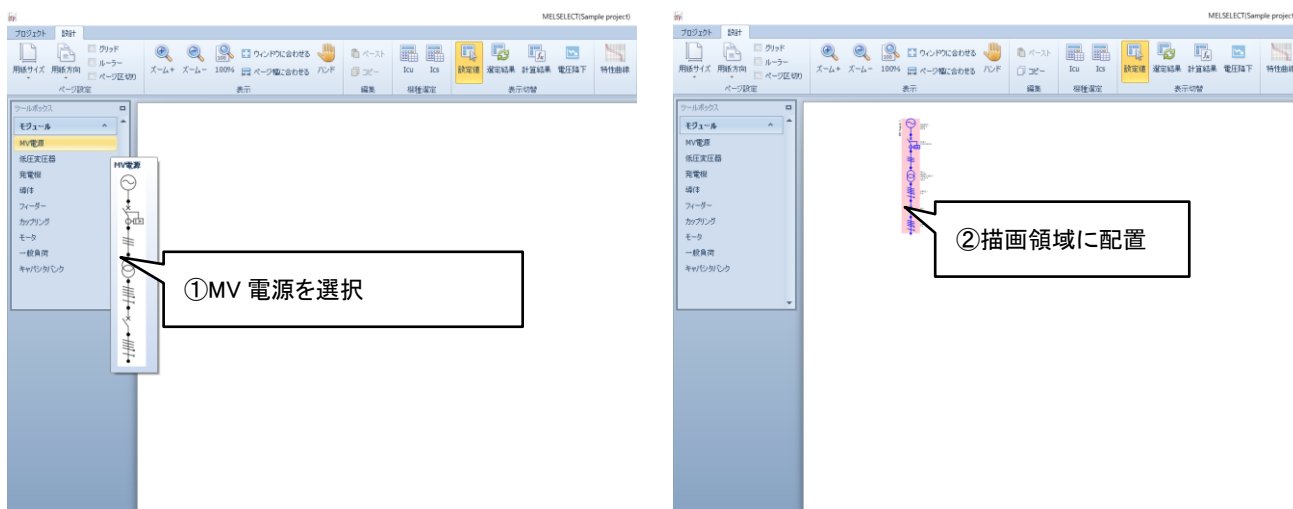 MELSELECT(Sample project)
プロジェクト 設計
用紙サイズ 用紙方向
グリッド
ルーラー
ページ区切り
ページ設定
ズーム+ ズーム- 100%
ウィンドウに合わせる
ページ幅に合わせる
ハンド
表示
ペースト
コピー
編集
Icu Ics
機種選定
設定値 選定結果 計算結果 電圧降下
表示切替
特性曲線
ツールボックス
モジュール
MV電源
低圧変圧器
発電機
導体
フィーダー
カップリング
モータ
一般負荷
キャパシタバンク
MV電源
①MV 電源を選択
MELSELECT(Sample project
プロジェクト 設計
用紙サイズ 用紙方向
グリッド
ルーラー
ページ区切り
ページ設定
ズーム+ ズーム- 100%
ウィンドウに合わせる
ページ幅に合わせる
ハンド
表示
ペースト
コピー
編集
Icu Ics
機種選定
設定値 選定結果 計算結果 電圧降下
表示切替
特性曲線
ツールボックス
モジュール
MV電源
低圧変圧器
発電機
導体
フィーダー
カップリング
モータ
一般負荷
キャパシタバンク
②描画領域に配置